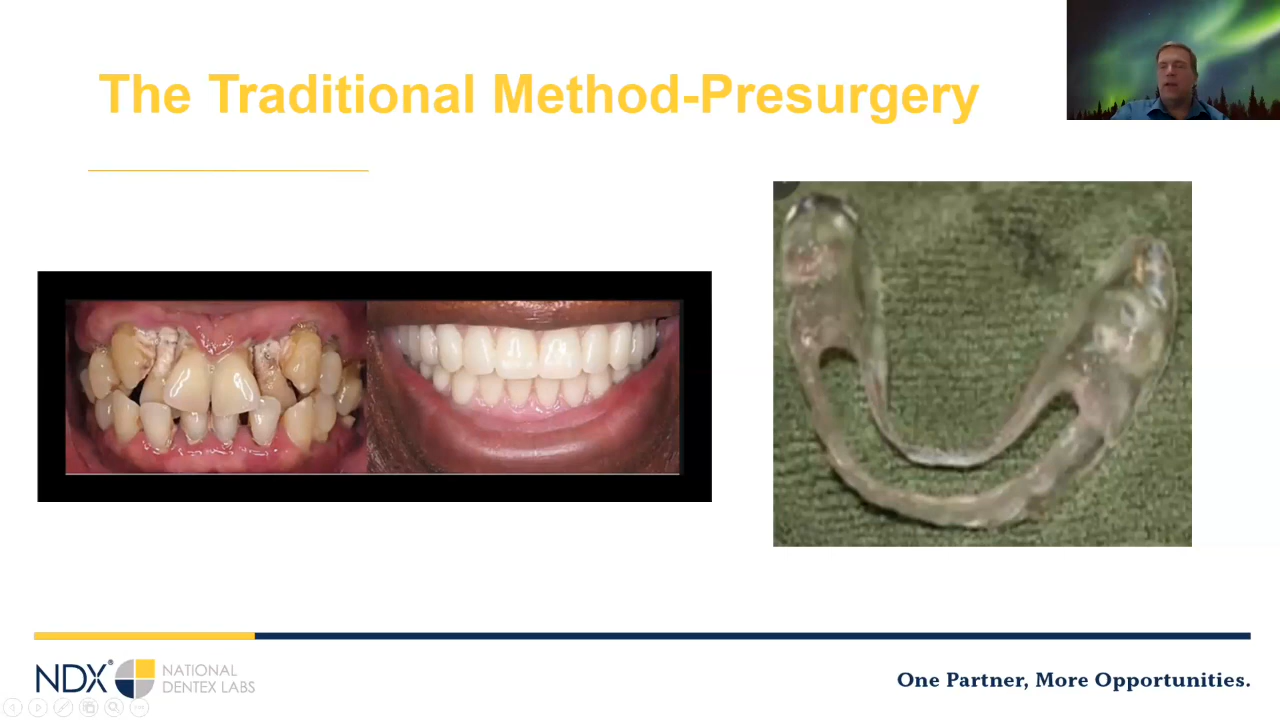 The Traditional Method-Presurgery
NDX®
NATIONAL
DENTEX LABS
One Partner, More Opportunities.